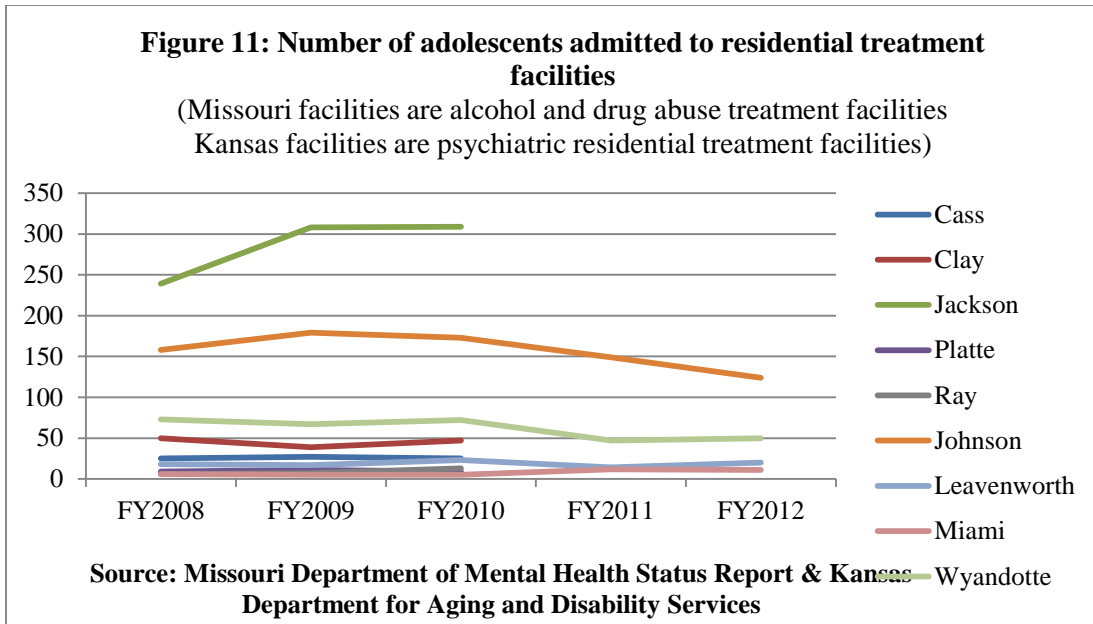 Figure 11: Number of adolescents admitted to residential treatment
facilities
(Missouri facilities are alcohol and drug abuse treatment facilities
Kansas facilities are psychiatric residential treatment facilities)
350
300
250
200
150
100
50
0
FY2008
FY2009
FY2010
FY2011
FY2012
Cass
Clay
Jackson
Platte
Ray
Johnson
Leavenworth
Miami
Wyandotte
Source: Missouri Department of Mental Health Status Report & Kansas
Department for Aging and Disability Services